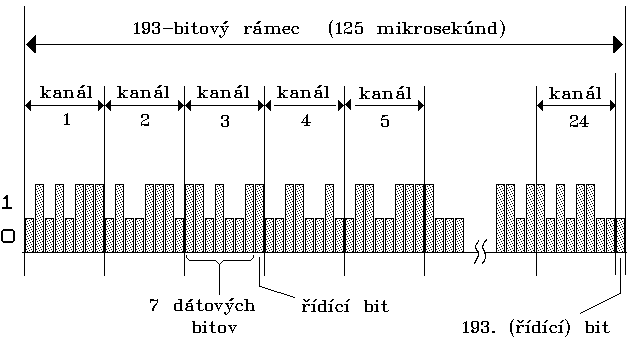 193-bitový rámec (125 mikrosekúnd)
kanál kanál kanál kanál kanál kanál
1 2 3 4 5 24
1
0
7 dátových
bitov
řídící bit
193. (řídící) bit